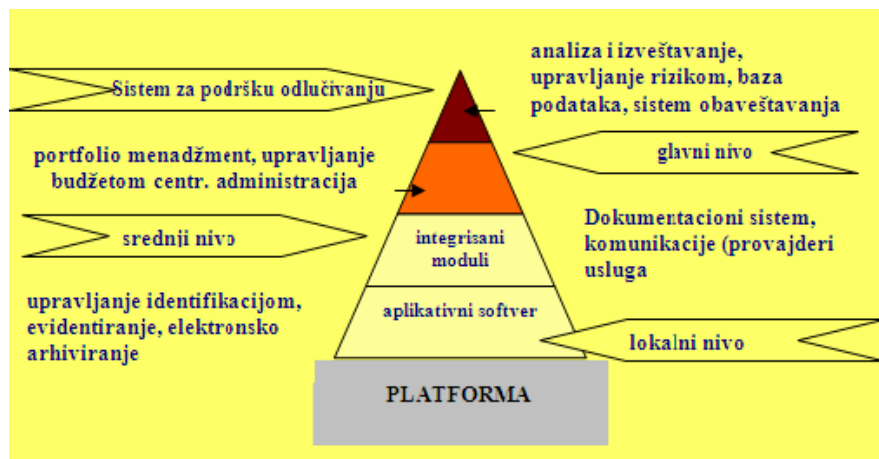 analiza i izveštavanje,
upravljanje rizikom, baza
podataka, sistem obaveštavanja
Sistem za podršku odlučivanju
portfolio menadžment, upravljanje
budžetom centr. administracija
glavni nivo
srednji nivo
integrisani
moduli
Dokumentacioni sistem,
komunikacije (provajderi
usluga
upravljanje identifikacijom,
evidentiranje, elektronsko
arhiviranje
aplikativni softver
lokalni nivo
PLATFORMA